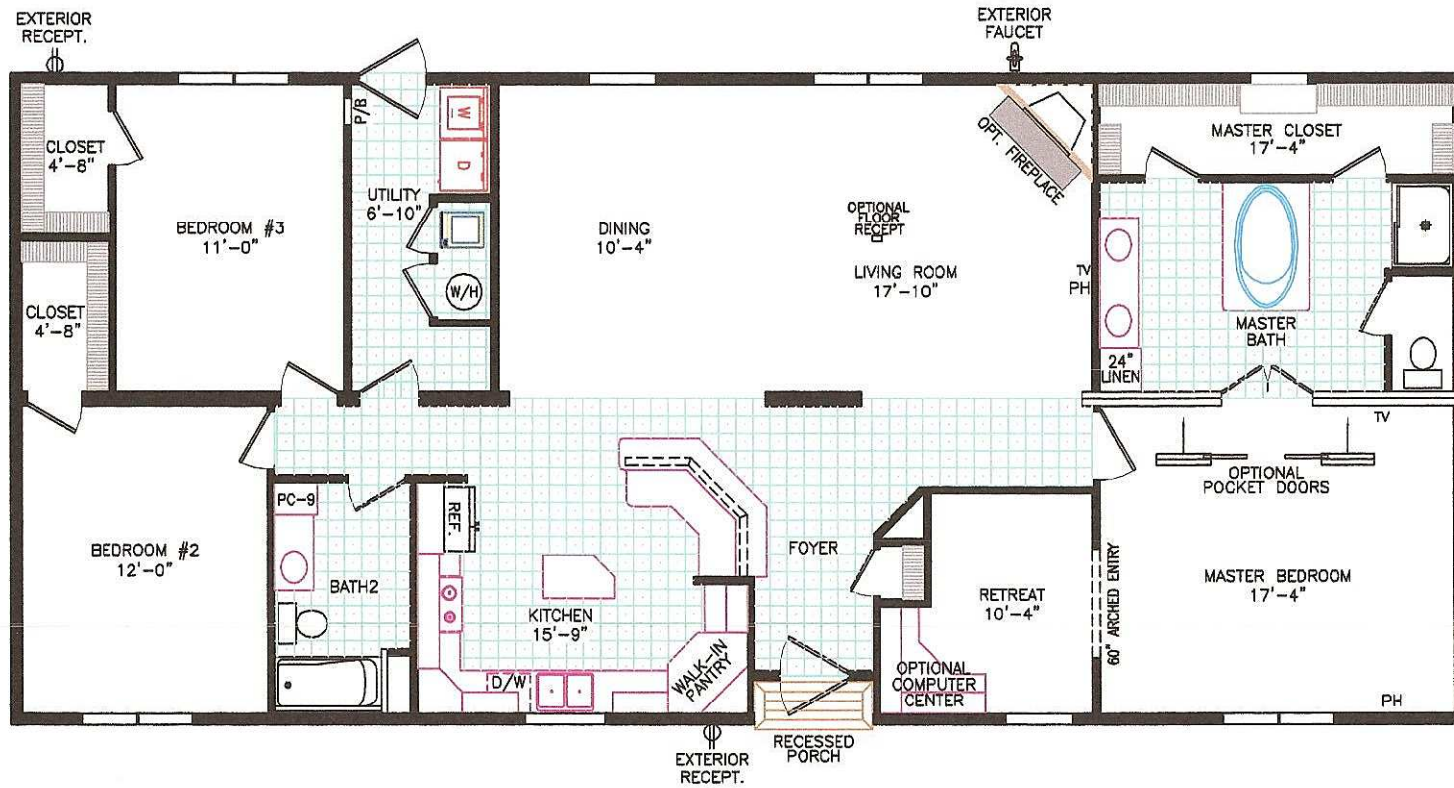 EXTERIOR
RECEPT.
EXTERIOR
FAUCET
CLOSET
4'-8"
BEDROOM #3
11'-0"
P/B
W
D
UTILITY
6'-10"
W/H
DINING
10'-4"
OPTIONAL
FLOOR
RECEPT
LIVING ROOM
17'-10"
OPT. FIREPLACE
TV
PH
MASTER CLOSET
17'-4"
MASTER
BATH
24"
LINEN
CLOSET
4'-8"
TV
OPTIONAL
POCKET DOORS
BEDROOM #2
12'-0"
PC-9
BATH2
REF.
KITCHEN
15'-9"
D/W
WALK-IN
PANTRY
FOYER
RETREAT
10'-4"
OPTIONAL
COMPUTER
CENTER
60" ARCHED ENTRY
MASTER BEDROOM
17'-4"
PH
EXTERIOR
RECEPT.
RECESSED
PORCH